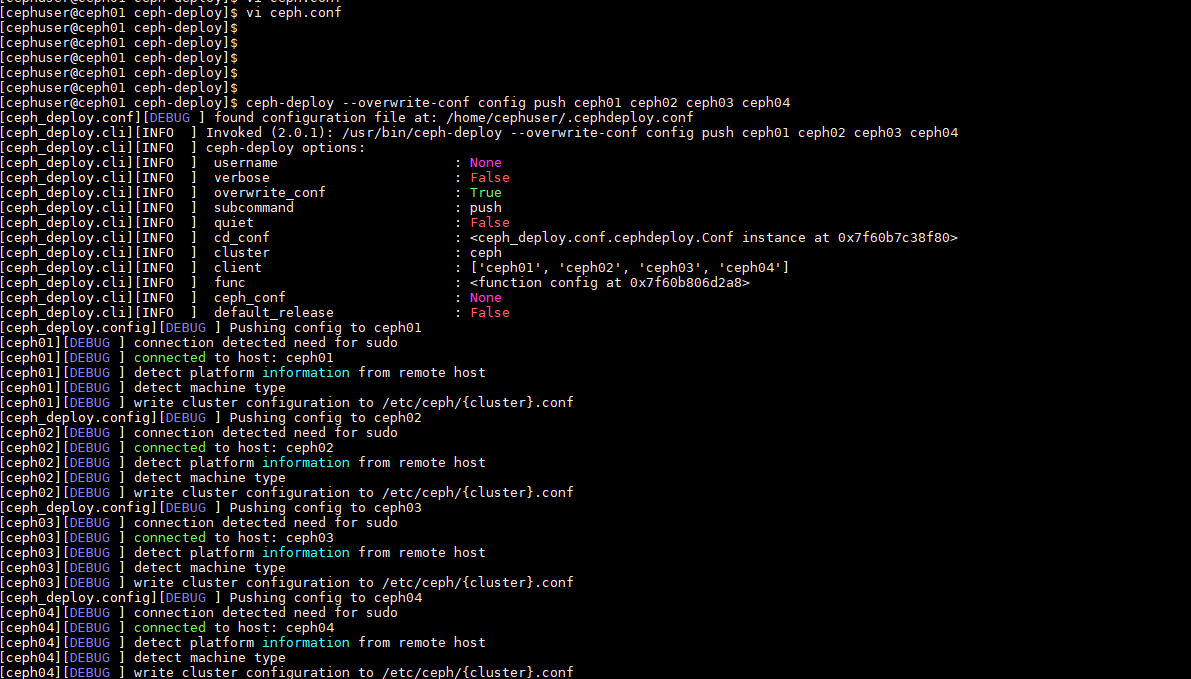 [cephuser@ceph01 ceph-deploy]$ vi ceph.conf
[cephuser@ceph01 ceph-deploy]$ vi ceph.conf
[cephuser@ceph01 ceph-deploy]$
[cephuser@ceph01 ceph-deploy]$
[cephuser@ceph01 ceph-deploy]$
[cephuser@ceph01 ceph-deploy]$
[cephuser@ceph01 ceph-deploy]$
[cephuser@ceph01 ceph-deploy]$ ceph-deploy --overwrite-conf config push ceph01 ceph02 ceph03 ceph04
[ceph_deploy.conf][DEBUG ] found configuration file at: /home/cephuser/.cephdeploy.conf
[ceph_deploy.cli][INFO  ] Invoked (2.0.1): /usr/bin/ceph-deploy --overwrite-conf config push ceph01 ceph02 ceph03 ceph04
[ceph_deploy.cli][INFO  ] ceph-deploy options:
[ceph_deploy.cli][INFO  ]  username                      : None
[ceph_deploy.cli][INFO  ]  verbose                       : False
[ceph_deploy.cli][INFO  ]  overwrite_conf                : True
[ceph_deploy.cli][INFO  ]  subcommand                    : push
[ceph_deploy.cli][INFO  ]  quiet                         : False
[ceph_deploy.cli][INFO  ]  cd_conf                       : <ceph_deploy.conf.cephdeploy.Conf instance at 0x7f60b7c38f80>
[ceph_deploy.cli][INFO  ]  cluster                       : ceph
[ceph_deploy.cli][INFO  ]  client                        : ['ceph01', 'ceph02', 'ceph03', 'ceph04']
[ceph_deploy.cli][INFO  ]  func                          : <function config at 0x7f60b806d2a8>
[ceph_deploy.cli][INFO  ]  ceph_conf                     : None
[ceph_deploy.cli][INFO  ]  default_release               : False
[ceph_deploy.config][DEBUG ] Pushing config to ceph01
[ceph01][DEBUG ] connection detected need for sudo
[ceph01][DEBUG ] connected to host: ceph01
[ceph01][DEBUG ] detect platform information from remote host
[ceph01][DEBUG ] detect machine type
[ceph01][DEBUG ] write cluster configuration to /etc/ceph/{cluster}.conf
[ceph_deploy.config][DEBUG ] Pushing config to ceph02
[ceph02][DEBUG ] connection detected need for sudo
[ceph02][DEBUG ] connected to host: ceph02
[ceph02][DEBUG ] detect platform information from remote host
[ceph02][DEBUG ] detect machine type
[ceph02][DEBUG ] write cluster configuration to /etc/ceph/{cluster}.conf
[ceph_deploy.config][DEBUG ] Pushing config to ceph03
[ceph03][DEBUG ] connection detected need for sudo
[ceph03][DEBUG ] connected to host: ceph03
[ceph03][DEBUG ] detect platform information from remote host
[ceph03][DEBUG ] detect machine type
[ceph03][DEBUG ] write cluster configuration to /etc/ceph/{cluster}.conf
[ceph_deploy.config][DEBUG ] Pushing config to ceph04
[ceph04][DEBUG ] connection detected need for sudo
[ceph04][DEBUG ] connected to host: ceph04
[ceph04][DEBUG ] detect platform information from remote host
[ceph04][DEBUG ] detect machine type
[ceph04][DEBUG ] write cluster configuration to /etc/ceph/{cluster}.conf